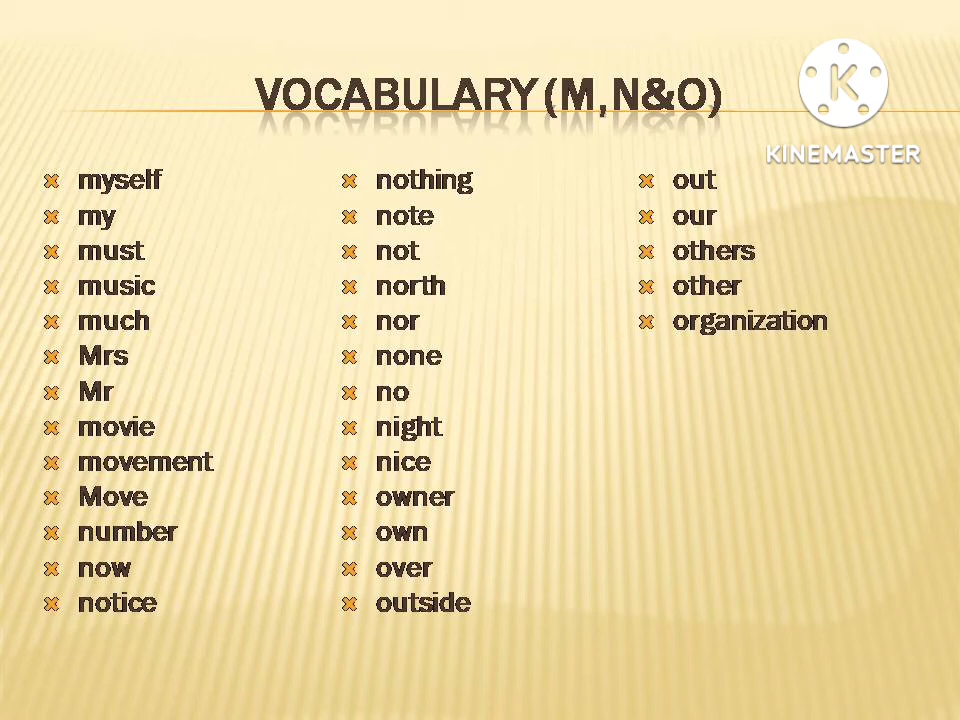 VOCABULARY (M, N&O)
K
KINEMASTER
myself
my
must
music
much
Mrs
Mr
movie
movement
Move
number
now
notice
nothing
note
not
north
nor
none
no
night
nice
owner
own
over
outside
out
our
others
other
organization